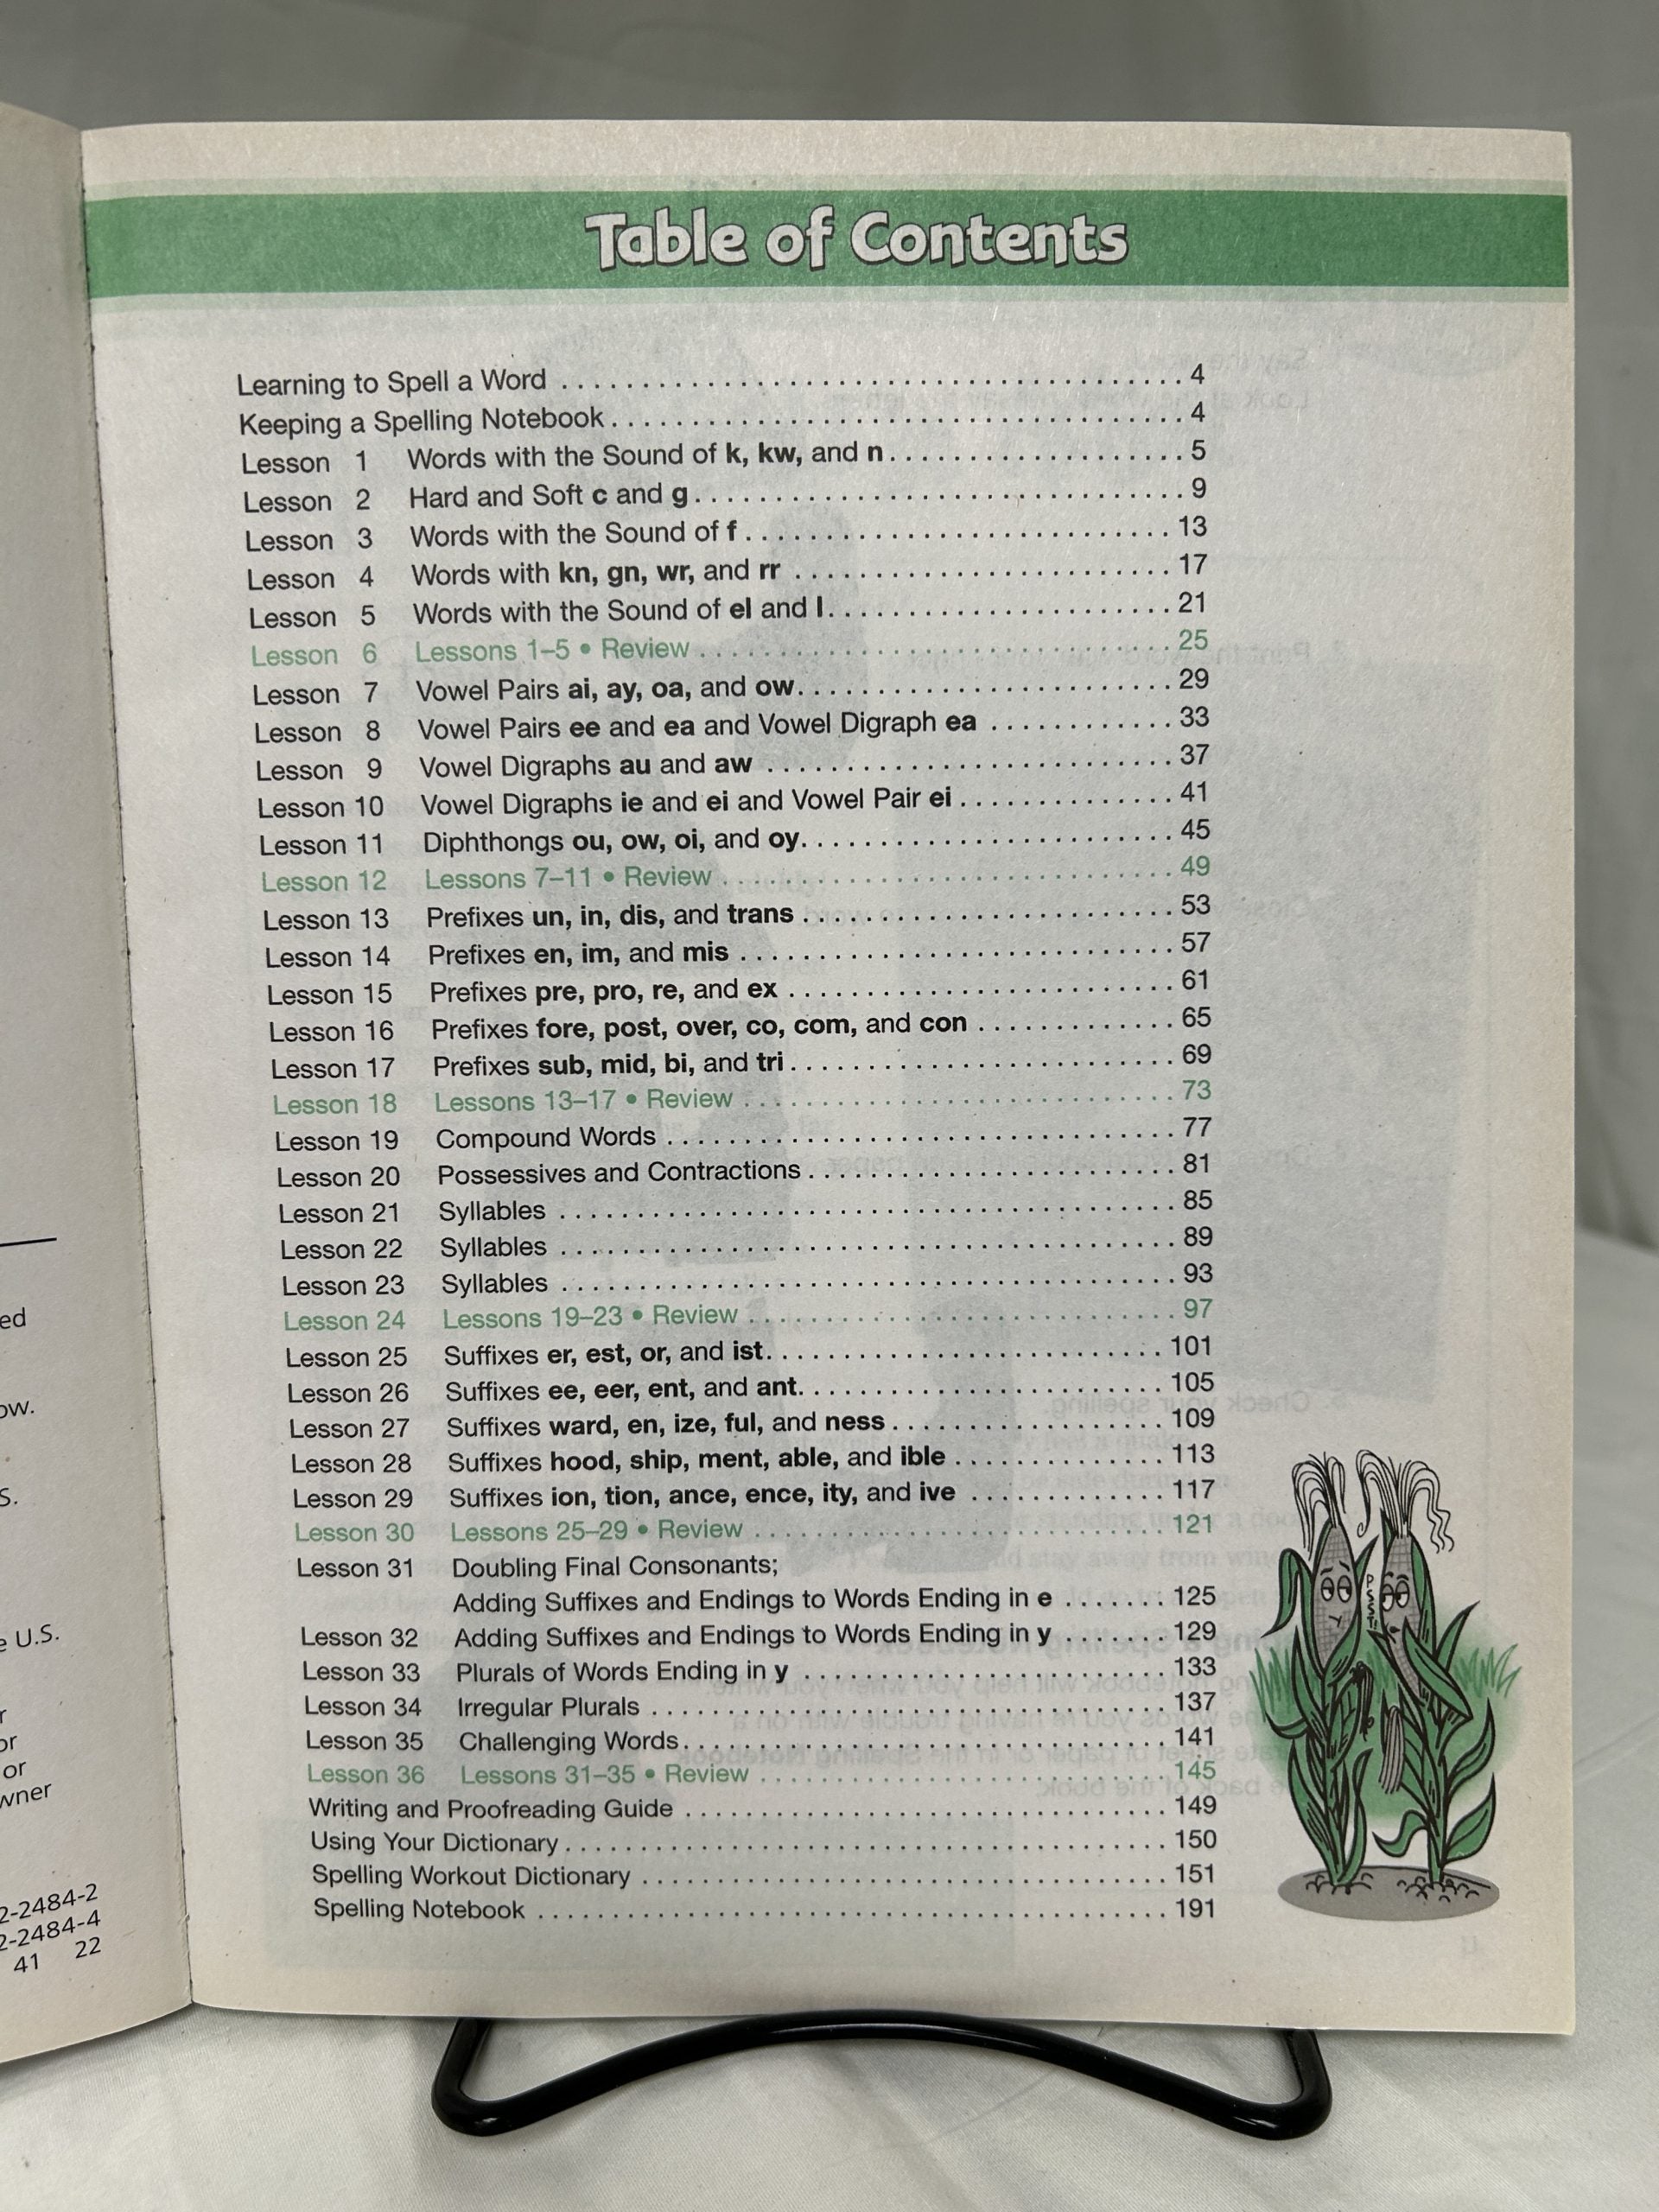 ed
ow.
S.
e U.S.
r
or
or
wner
2-2484-2
2-2484-4
41 22
Table of Contents
Learning to Spell a Word . . . . . . . . . . . . . . . . . . . . . . . . . . . . . . . . . . . . . . . 4
Keeping a Spelling Notebook . . . . . . . . . . . . . . . . . . . . . . . . . . . . . . . . . . . . 4
Lesson 1 Words with the Sound of k, kw, and n . . . . . . . . . . . . . . . . . . . 5
Lesson 2 Hard and Soft c and g . . . . . . . . . . . . . . . . . . . . . . . . . . . . . . . 9
Lesson 3 Words with the Sound of f . . . . . . . . . . . . . . . . . . . . . . . . . . . 13
Lesson 4 Words with kn, gn, wr, and rr . . . . . . . . . . . . . . . . . . . . . . . . 17
Lesson 5 Words with the Sound of el and l . . . . . . . . . . . . . . . . . . . . . . 21
Lesson 6 Lessons 1–5 • Review . . . . . . . . . . . . . . . . . . . . . . . . . . . . . . 25
Lesson 7 Vowel Pairs ai, ay, oa, and ow . . . . . . . . . . . . . . . . . . . . . . . . 29
Lesson 8 Vowel Pairs ee and ea and Vowel Digraph ea . . . . . . . . . . . . 33
Lesson 9 Vowel Digraphs au and aw . . . . . . . . . . . . . . . . . . . . . . . . . . 37
Lesson 10 Vowel Digraphs ie and ei and Vowel Pair ei . . . . . . . . . . . . . . 41
Lesson 11 Diphthongs ou, ow, oi, and oy . . . . . . . . . . . . . . . . . . . . . . . . 45
Lesson 12 Lessons 7–11 • Review . . . . . . . . . . . . . . . . . . . . . . . . . . . . . 49
Lesson 13 Prefixes un, in, dis, and trans . . . . . . . . . . . . . . . . . . . . . . . . 53
Lesson 14 Prefixes en, im, and mis . . . . . . . . . . . . . . . . . . . . . . . . . . . . 57
Lesson 15 Prefixes pre, pro, re, and ex . . . . . . . . . . . . . . . . . . . . . . . . . 61
Lesson 16 Prefixes fore, post, over, co, com, and con . . . . . . . . . . . . . 65
Lesson 17 Prefixes sub, mid, bi, and tri . . . . . . . . . . . . . . . . . . . . . . . . . 69
Lesson 18 Lessons 13–17 • Review . . . . . . . . . . . . . . . . . . . . . . . . . . . . 73
Lesson 19 Compound Words . . . . . . . . . . . . . . . . . . . . . . . . . . . . . . . . . 77
Lesson 20 Possessives and Contractions . . . . . . . . . . . . . . . . . . . . . . . . 81
Lesson 21 Syllables . . . . . . . . . . . . . . . . . . . . . . . . . . . . . . . . . . . . . . . 85
Lesson 22 Syllables . . . . . . . . . . . . . . . . . . . . . . . . . . . . . . . . . . . . . . . 89
Lesson 23 Syllables . . . . . . . . . . . . . . . . . . . . . . . . . . . . . . . . . . . . . . . 93
Lesson 24 Lessons 19–23 • Review . . . . . . . . . . . . . . . . . . . . . . . . . . . . 97
Lesson 25 Suffixes er, est, or, and ist . . . . . . . . . . . . . . . . . . . . . . . . . . 101
Lesson 26 Suffixes ee, eer, ent, and ant . . . . . . . . . . . . . . . . . . . . . . . . 105
Lesson 27 Suffixes ward, en, ize, ful, and ness . . . . . . . . . . . . . . . . . . 109
Lesson 28 Suffixes hood, ship, ment, able, and ible . . . . . . . . . . . . . . 113
Lesson 29 Suffixes ion, tion, ance, ence, ity, and ive . . . . . . . . . . . . . 117
Lesson 30 Lessons 25–29 • Review . . . . . . . . . . . . . . . . . . . . . . . . . . . 121
Lesson 31 Doubling Final Consonants;
Adding Suffixes and Endings to Words Ending in e . . . . . . . 125
Lesson 32 Adding Suffixes and Endings to Words Ending in y . . . . . . . 129
Lesson 33 Plurals of Words Ending in y . . . . . . . . . . . . . . . . . . . . . . . . 133
Lesson 34 Irregular Plurals . . . . . . . . . . . . . . . . . . . . . . . . . . . . . . . . . 137
Lesson 35 Challenging Words . . . . . . . . . . . . . . . . . . . . . . . . . . . . . . . 141
Lesson 36 Lessons 31–35 • Review . . . . . . . . . . . . . . . . . . . . . . . . . . . 145
Writing and Proofreading Guide . . . . . . . . . . . . . . . . . . . . . . . . . . . . . . . 149
Using Your Dictionary . . . . . . . . . . . . . . . . . . . . . . . . . . . . . . . . . . . . . . 150
Spelling Workout Dictionary . . . . . . . . . . . . . . . . . . . . . . . . . . . . . . . . . 151
Spelling Notebook . . . . . . . . . . . . . . . . . . . . . . . . . . . . . . . . . . . . . . . . 191